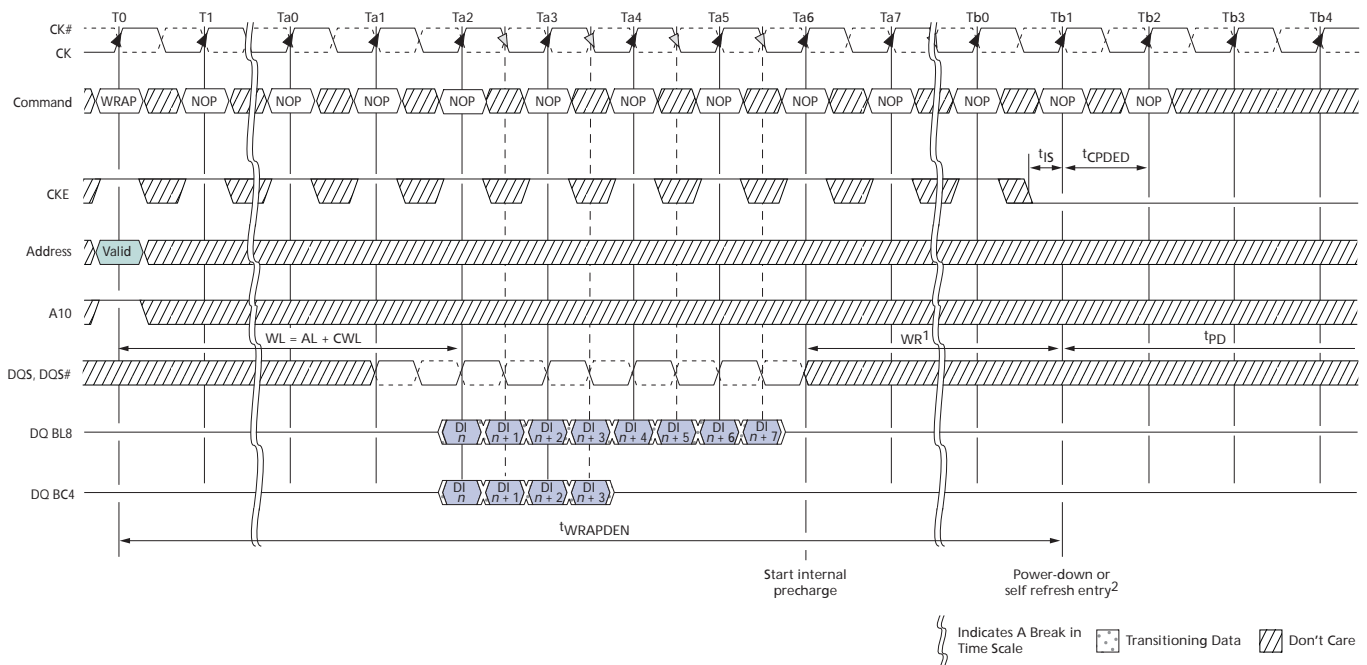 T0 T1 Ta0 Ta1 Ta2 Ta3 Ta4 Ta5 Ta6 Ta7 Tb0 Tb1 Tb2 Tb3 Tb4
CK#
CK
Command WRAP NOP NOP NOP NOP NOP NOP NOP NOP NOP NOP NOP NOP
tIS tCPDED
CKE
Address Valid
A10
WL = AL + CWL WR1 tPD
DQS, DQS#
DQ BL8 DI n DI n + 1 DI n + 2 DI n + 3 DI n + 4 DI n + 5 DI n + 6 DI n + 7
DQ BC4 DI n DI n + 1 DI n + 2 DI n + 3
tWRAPDEN
Start internal
precharge
Power-down or
self refresh entry2
Indicates A Break in
Time Scale
Transitioning Data
Don't Care